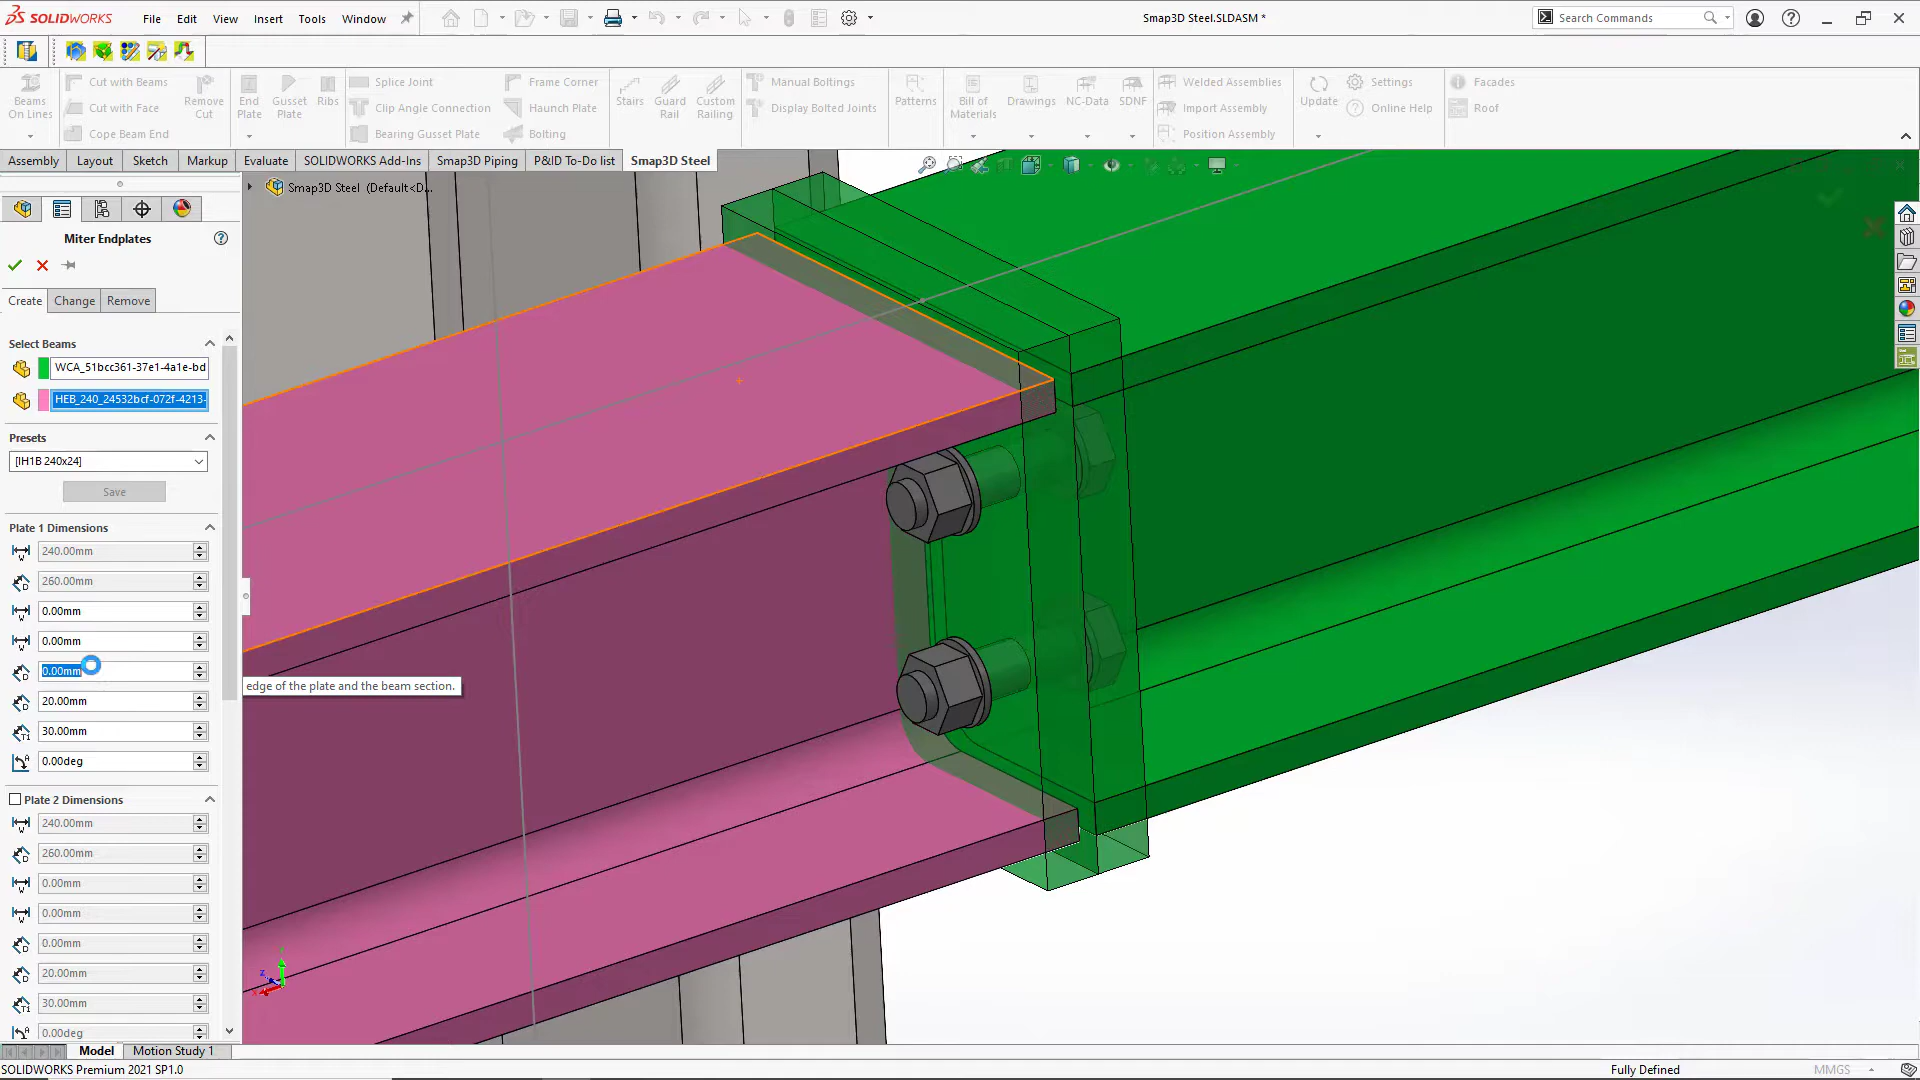 SOLIDWORKS File Edit View Insert Tools Window
Smap3D Steel.SLDASM *
Search Commands
Beams On Lines
Cut with Beams
Cut with Face
Cope Beam End
Remove Cut
End Plate
Gusset Plate
Ribs
Splice Joint
Clip Angle Connection
Bearing Gusset Plate
Frame Corner
Haunch Plate
Bolting
Stairs
Guard Rail
Custom Railing
Manual Boltings
Display Bolted Joints
Patterns
Bill of Materials
Drawings
NC-Data
SDNF
Welded Assemblies
Import Assembly
Position Assembly
Update
Settings
Online Help
Facades
Roof
Assembly Layout Sketch Markup Evaluate SOLIDWORKS Add-Ins Smap3D Piping P&ID To-Do list Smap3D Steel
Smap3D Steel (Default<D...
Miter Endplates
Create Change Remove
Select Beams
WCA_51bcc361-37e1-4a1e-bd
HEB_240_24532bcf-072f-4213-
Presets
[IH1B 240x24]
Save
Plate 1 Dimensions
240.00mm
260.00mm
0.00mm
0.00mm
0.00mm
edge of the plate and the beam section.
20.00mm
30.00mm
0.00deg
Plate 2 Dimensions
240.00mm
260.00mm
0.00mm
0.00mm
0.00mm
20.00mm
30.00mm
0.00deg
Model Motion Study 1
SOLIDWORKS Premium 2021 SP1.0
Fully Defined
MMGS